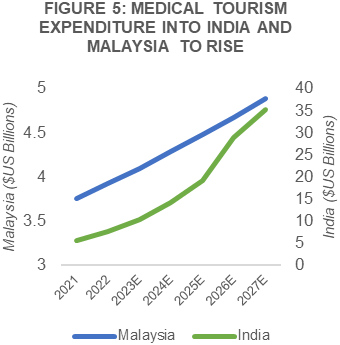 FIGURE 5: MEDICAL TOURISM
EXPENDITURE INTO INDIA AND
MALAYSIA TO RISE
Malaysia ($US Billions)
5
4.5
4
3.5
3
India ($US Billions)
40
35
30
25
20
15
10
5
0
2021
2022
2023E
2024E
2025E
2026E
2027E
Malaysia
India